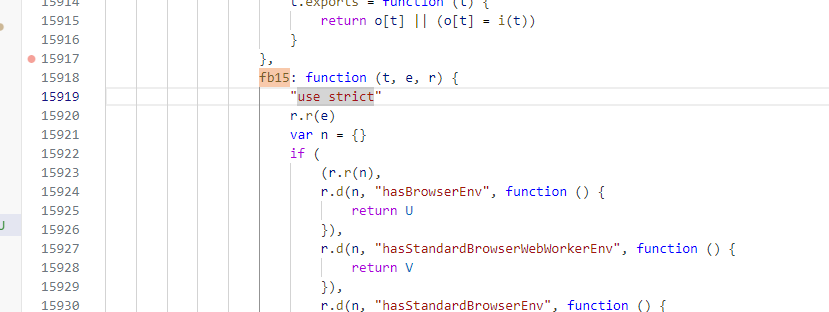 15914 t.exports = function (t) {
15915 return o[t] || (o[t] = i(t))
15916 }
15917 },
15918 fb15: function (t, e, r) {
15919 "use strict"
15920 r.r(e)
15921 var n = {}
15922 if (
15923 (r.r(n),
15924 r.d(n, "hasBrowserEnv", function () {
15925 return U
15926 }),
15927 r.d(n, "hasStandardBrowserWebWorkerEnv", function () {
15928 return V
15929 }),
15930 r.d(n, "hasStandardBrowserEnv", function () {